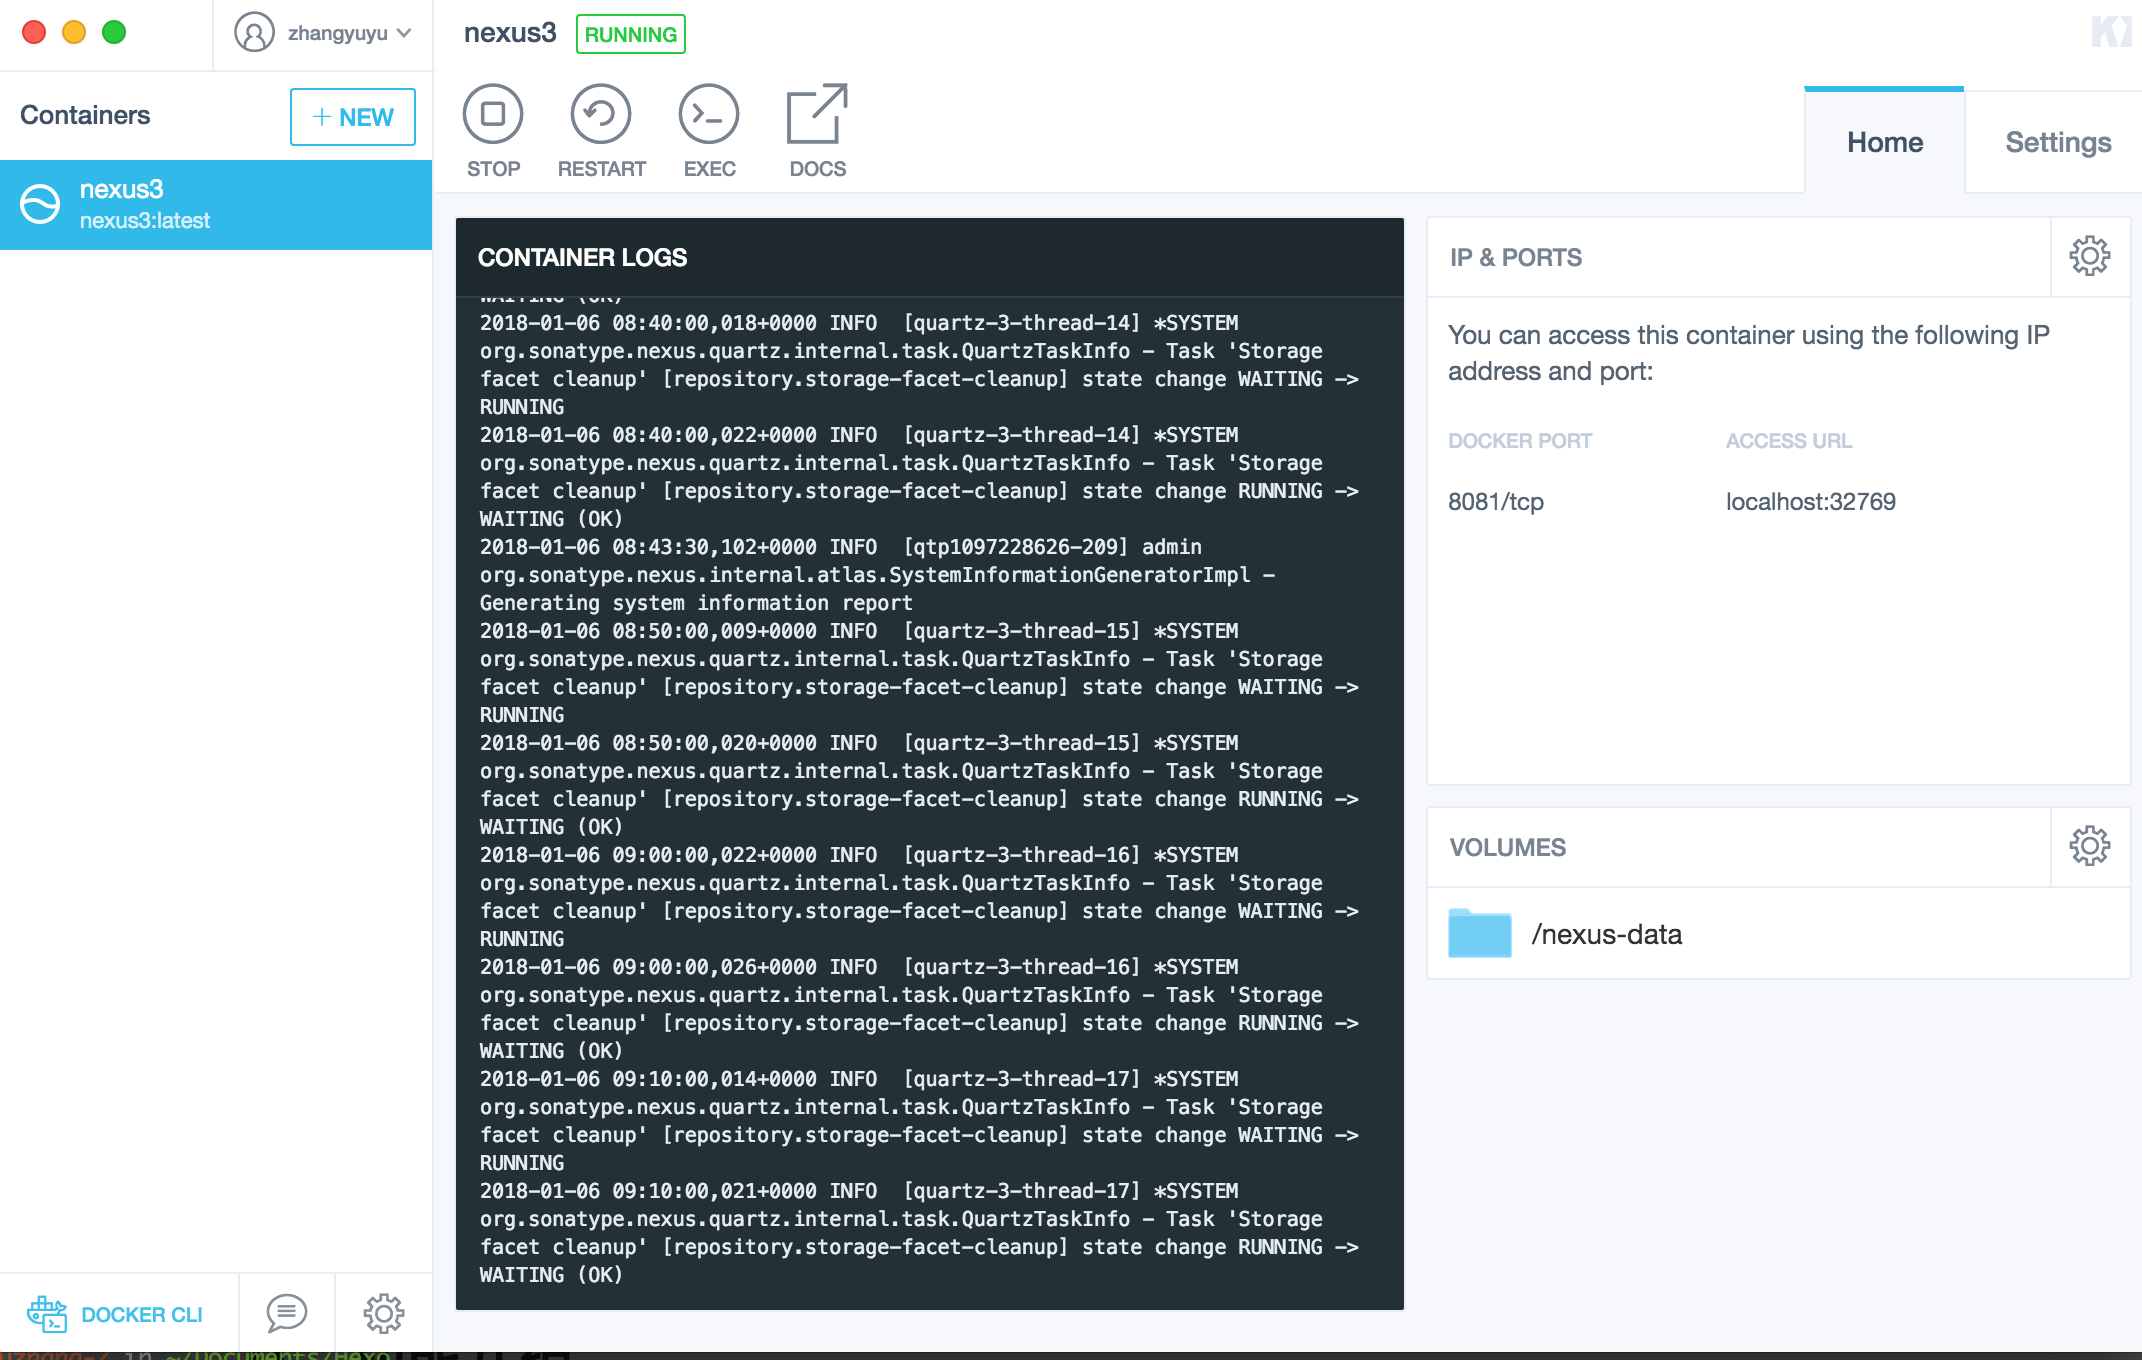 zhangyuyu
nexus3 RUNNING
Containers
+ NEW
nexus3
nexus3:latest
STOP
RESTART
EXEC
DOCS
Home
Settings
CONTAINER LOGS
WAITING (OK)
2018-01-06 08:40:00,018+0000 INFO  [quartz-3-thread-14] *SYSTEM
org.sonatype.nexus.quartz.internal.task.QuartzTaskInfo - Task 'Storage
facet cleanup' [repository.storage-facet-cleanup] state change WAITING ->
RUNNING
2018-01-06 08:40:00,022+0000 INFO  [quartz-3-thread-14] *SYSTEM
org.sonatype.nexus.quartz.internal.task.QuartzTaskInfo - Task 'Storage
facet cleanup' [repository.storage-facet-cleanup] state change RUNNING ->
WAITING (OK)
2018-01-06 08:43:30,102+0000 INFO  [qtp1097228626-209] admin
org.sonatype.nexus.internal.atlas.SystemInformationGeneratorImpl -
Generating system information report
2018-01-06 08:50:00,009+0000 INFO  [quartz-3-thread-15] *SYSTEM
org.sonatype.nexus.quartz.internal.task.QuartzTaskInfo - Task 'Storage
facet cleanup' [repository.storage-facet-cleanup] state change WAITING ->
RUNNING
2018-01-06 08:50:00,020+0000 INFO  [quartz-3-thread-15] *SYSTEM
org.sonatype.nexus.quartz.internal.task.QuartzTaskInfo - Task 'Storage
facet cleanup' [repository.storage-facet-cleanup] state change RUNNING ->
WAITING (OK)
2018-01-06 09:00:00,022+0000 INFO  [quartz-3-thread-16] *SYSTEM
org.sonatype.nexus.quartz.internal.task.QuartzTaskInfo - Task 'Storage
facet cleanup' [repository.storage-facet-cleanup] state change WAITING ->
RUNNING
2018-01-06 09:00:00,026+0000 INFO  [quartz-3-thread-16] *SYSTEM
org.sonatype.nexus.quartz.internal.task.QuartzTaskInfo - Task 'Storage
facet cleanup' [repository.storage-facet-cleanup] state change RUNNING ->
WAITING (OK)
2018-01-06 09:10:00,014+0000 INFO  [quartz-3-thread-17] *SYSTEM
org.sonatype.nexus.quartz.internal.task.QuartzTaskInfo - Task 'Storage
facet cleanup' [repository.storage-facet-cleanup] state change WAITING ->
RUNNING
2018-01-06 09:10:00,021+0000 INFO  [quartz-3-thread-17] *SYSTEM
org.sonatype.nexus.quartz.internal.task.QuartzTaskInfo - Task 'Storage
facet cleanup' [repository.storage-facet-cleanup] state change RUNNING ->
WAITING (OK)
IP & PORTS
You can access this container using the following IP
address and port:
DOCKER PORT ACCESS URL
8081/tcp localhost:32769
VOLUMES
/nexus-data
DOCKER CLI
in ~/Documents/Hexo